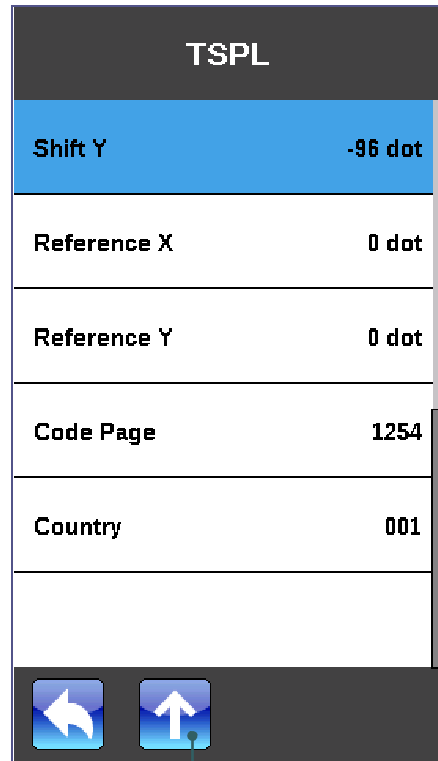 TSPL
Shift Y -96 dot
Reference X 0 dot
Reference Y 0 dot
Code Page 1254
Country 001